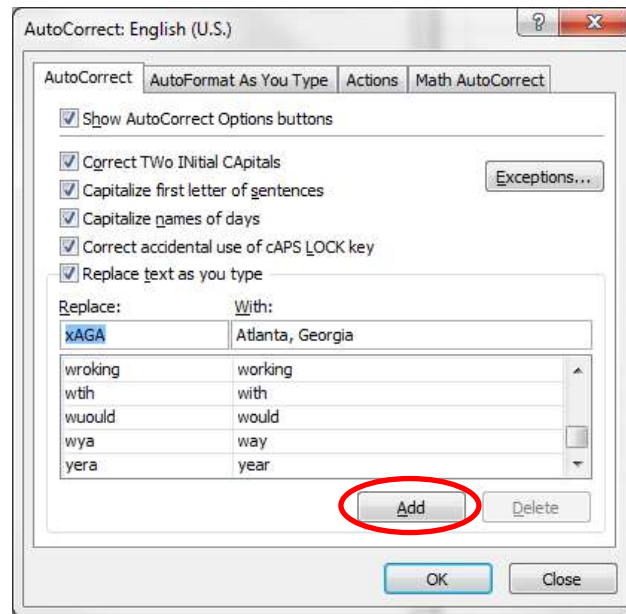 AutoCorrect: English (U.S.)
AutoCorrect AutoFormat As You Type Actions Math AutoCorrect
Show AutoCorrect Options buttons
Correct TWo INitial CApitals
Exceptions...
Capitalize first letter of sentences
Capitalize names of days
Correct accidental use of cAPS LOCK key
Replace text as you type
Replace: With:
xAGA Atlanta, Georgia
wroking working
wtih with
wuould would
wya way
yera year
Add Delete
OK Close